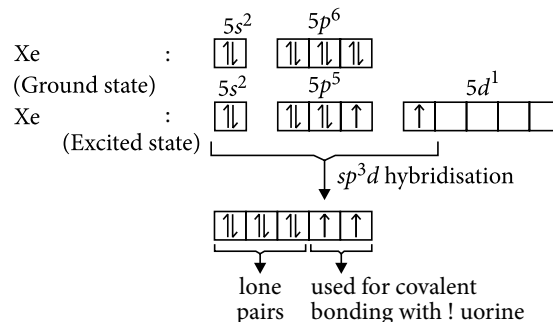 5s² 5p⁶
Xe :
(Ground state)
5s² 5p⁵ 5d¹
Xe :
(Excited state)
sp³d hybridisation
lone used for covalent
pairs bonding with ! uorine